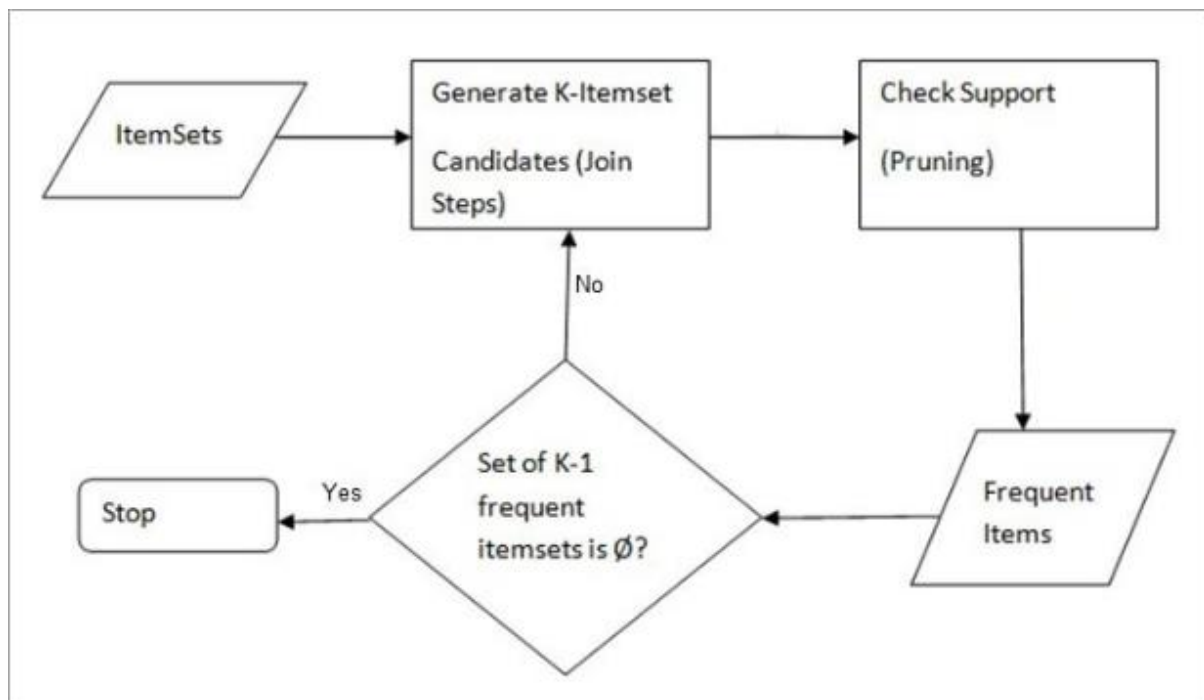 ItemSets
Generate K-Itemset
Candidates (Join
Steps)
Check Support
(Pruning)
No
Set of K-1
frequent
itemsets is Ø?
Yes
Stop
Frequent
Items